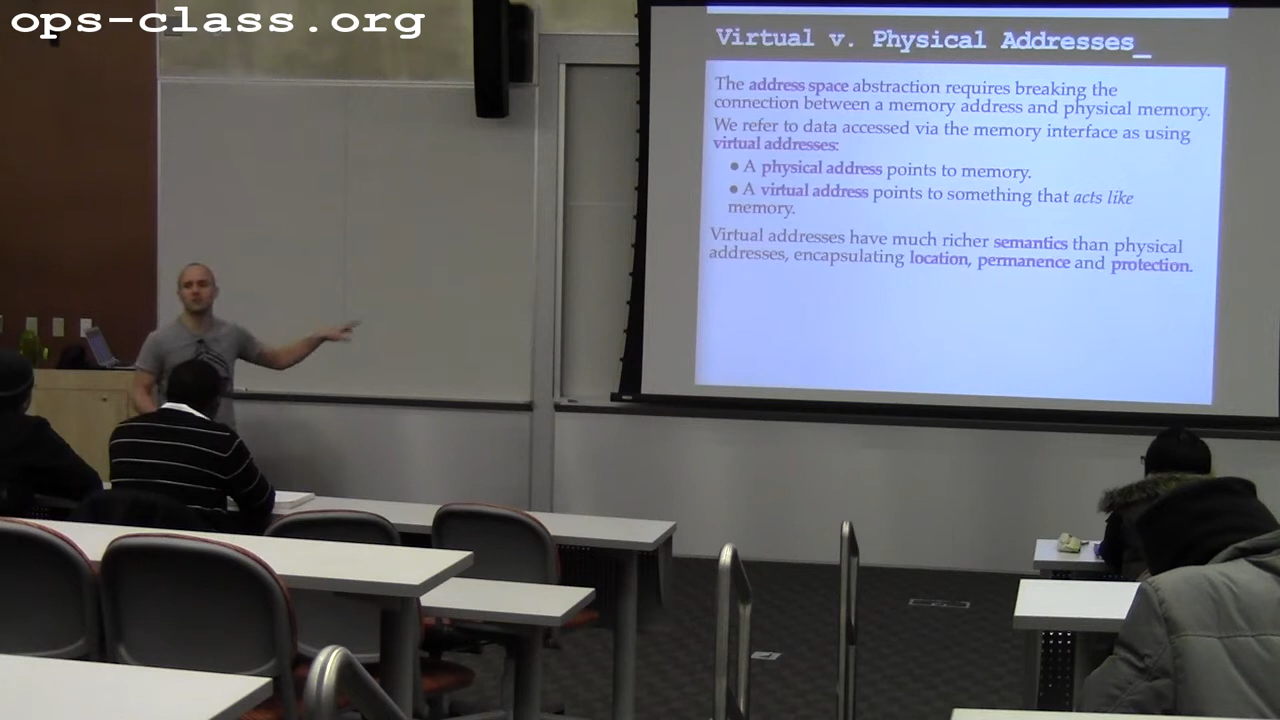 ops-class.org
Virtual v. Physical Addresses_
The address space abstraction requires breaking the
connection between a memory address and physical memory.
We refer to data accessed via the memory interface as using
virtual addresses:
● A physical address points to memory.
● A virtual address points to something that acts like
memory.
Virtual addresses have much richer semantics than physical
addresses, encapsulating location, permanence and protection.